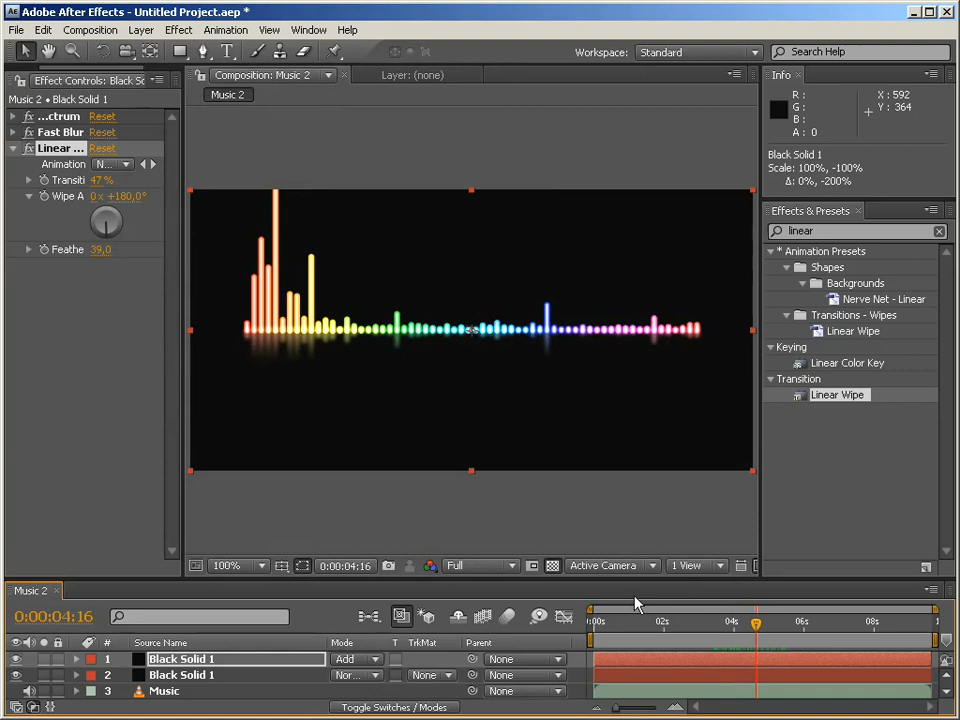 Adobe After Effects - Untitled Project.aep *
File Edit Composition Layer Effect Animation View Window Help
Workspace: Standard Search Help
Effect Controls: Black So
Composition: Music 2 Layer: (none)
Info
Music 2 • Black Solid 1
Music 2
R :
G :
B :
A : 0
X : 592
Y : 364
...ctrum Reset
Fast Blur Reset
Linear ... Reset
Animation N...
Transiti 47 %
Wipe A 0 x +180,0°
Feathe 39,0
Black Solid 1
Scale: 100%, -100%
Δ: 0%, -200%
Effects & Presets
linear
* Animation Presets
Shapes
Backgrounds
Nerve Net - Linear
Transitions - Wipes
Linear Wipe
Keying
Linear Color Key
Transition
Linear Wipe
100% 0:00:04:16 Full Active Camera 1 View
Music 2
0:00:04:16
:00s 02s 04s 06s 08s 1
# Source Name Mode T TrkMat Parent
1 Black Solid 1 Add None
2 Black Solid 1 Nor... None None
3 Music None
Toggle Switches / Modes